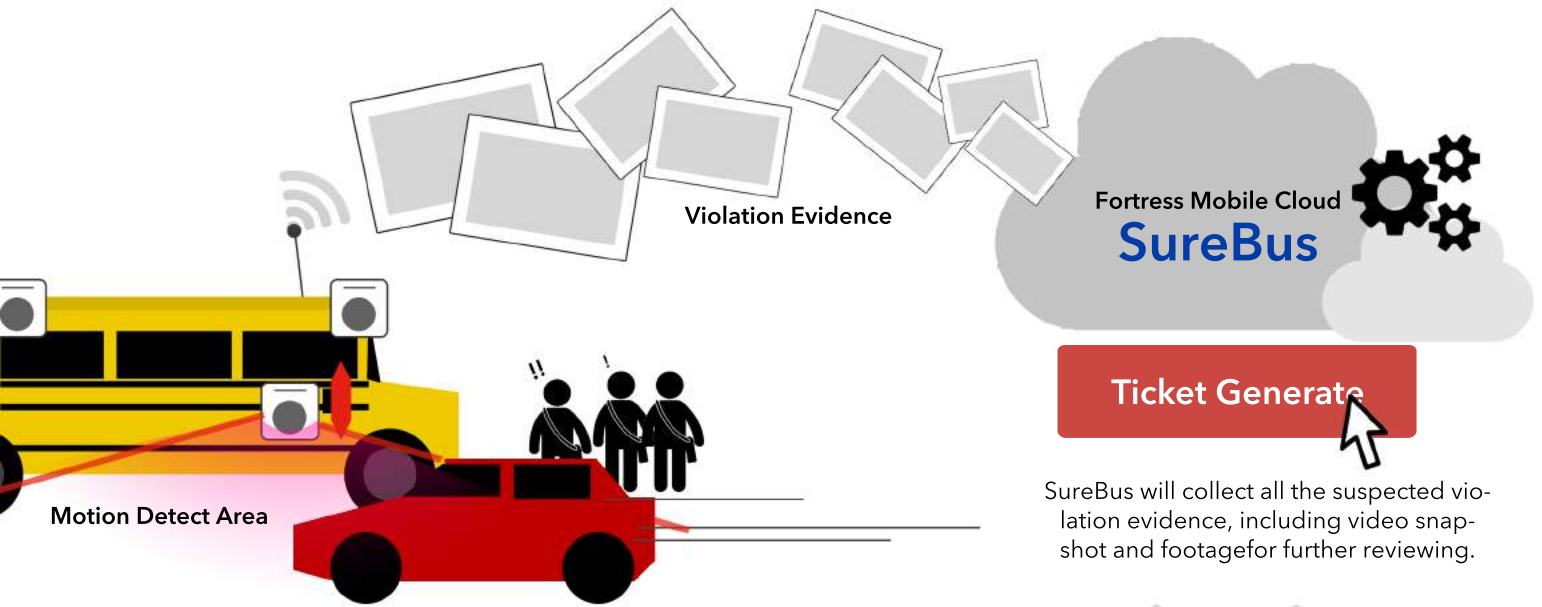 Violation Evidence
Fortress Mobile Cloud
SureBus
!!
!
Ticket Generate
Motion Detect Area
SureBus will collect all the suspected vio-
lation evidence, including video snap-
shot and footagefor further reviewing.